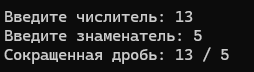 Введите числитель: 13
Введите знаменатель: 5
Сокращенная дробь: 13 / 5